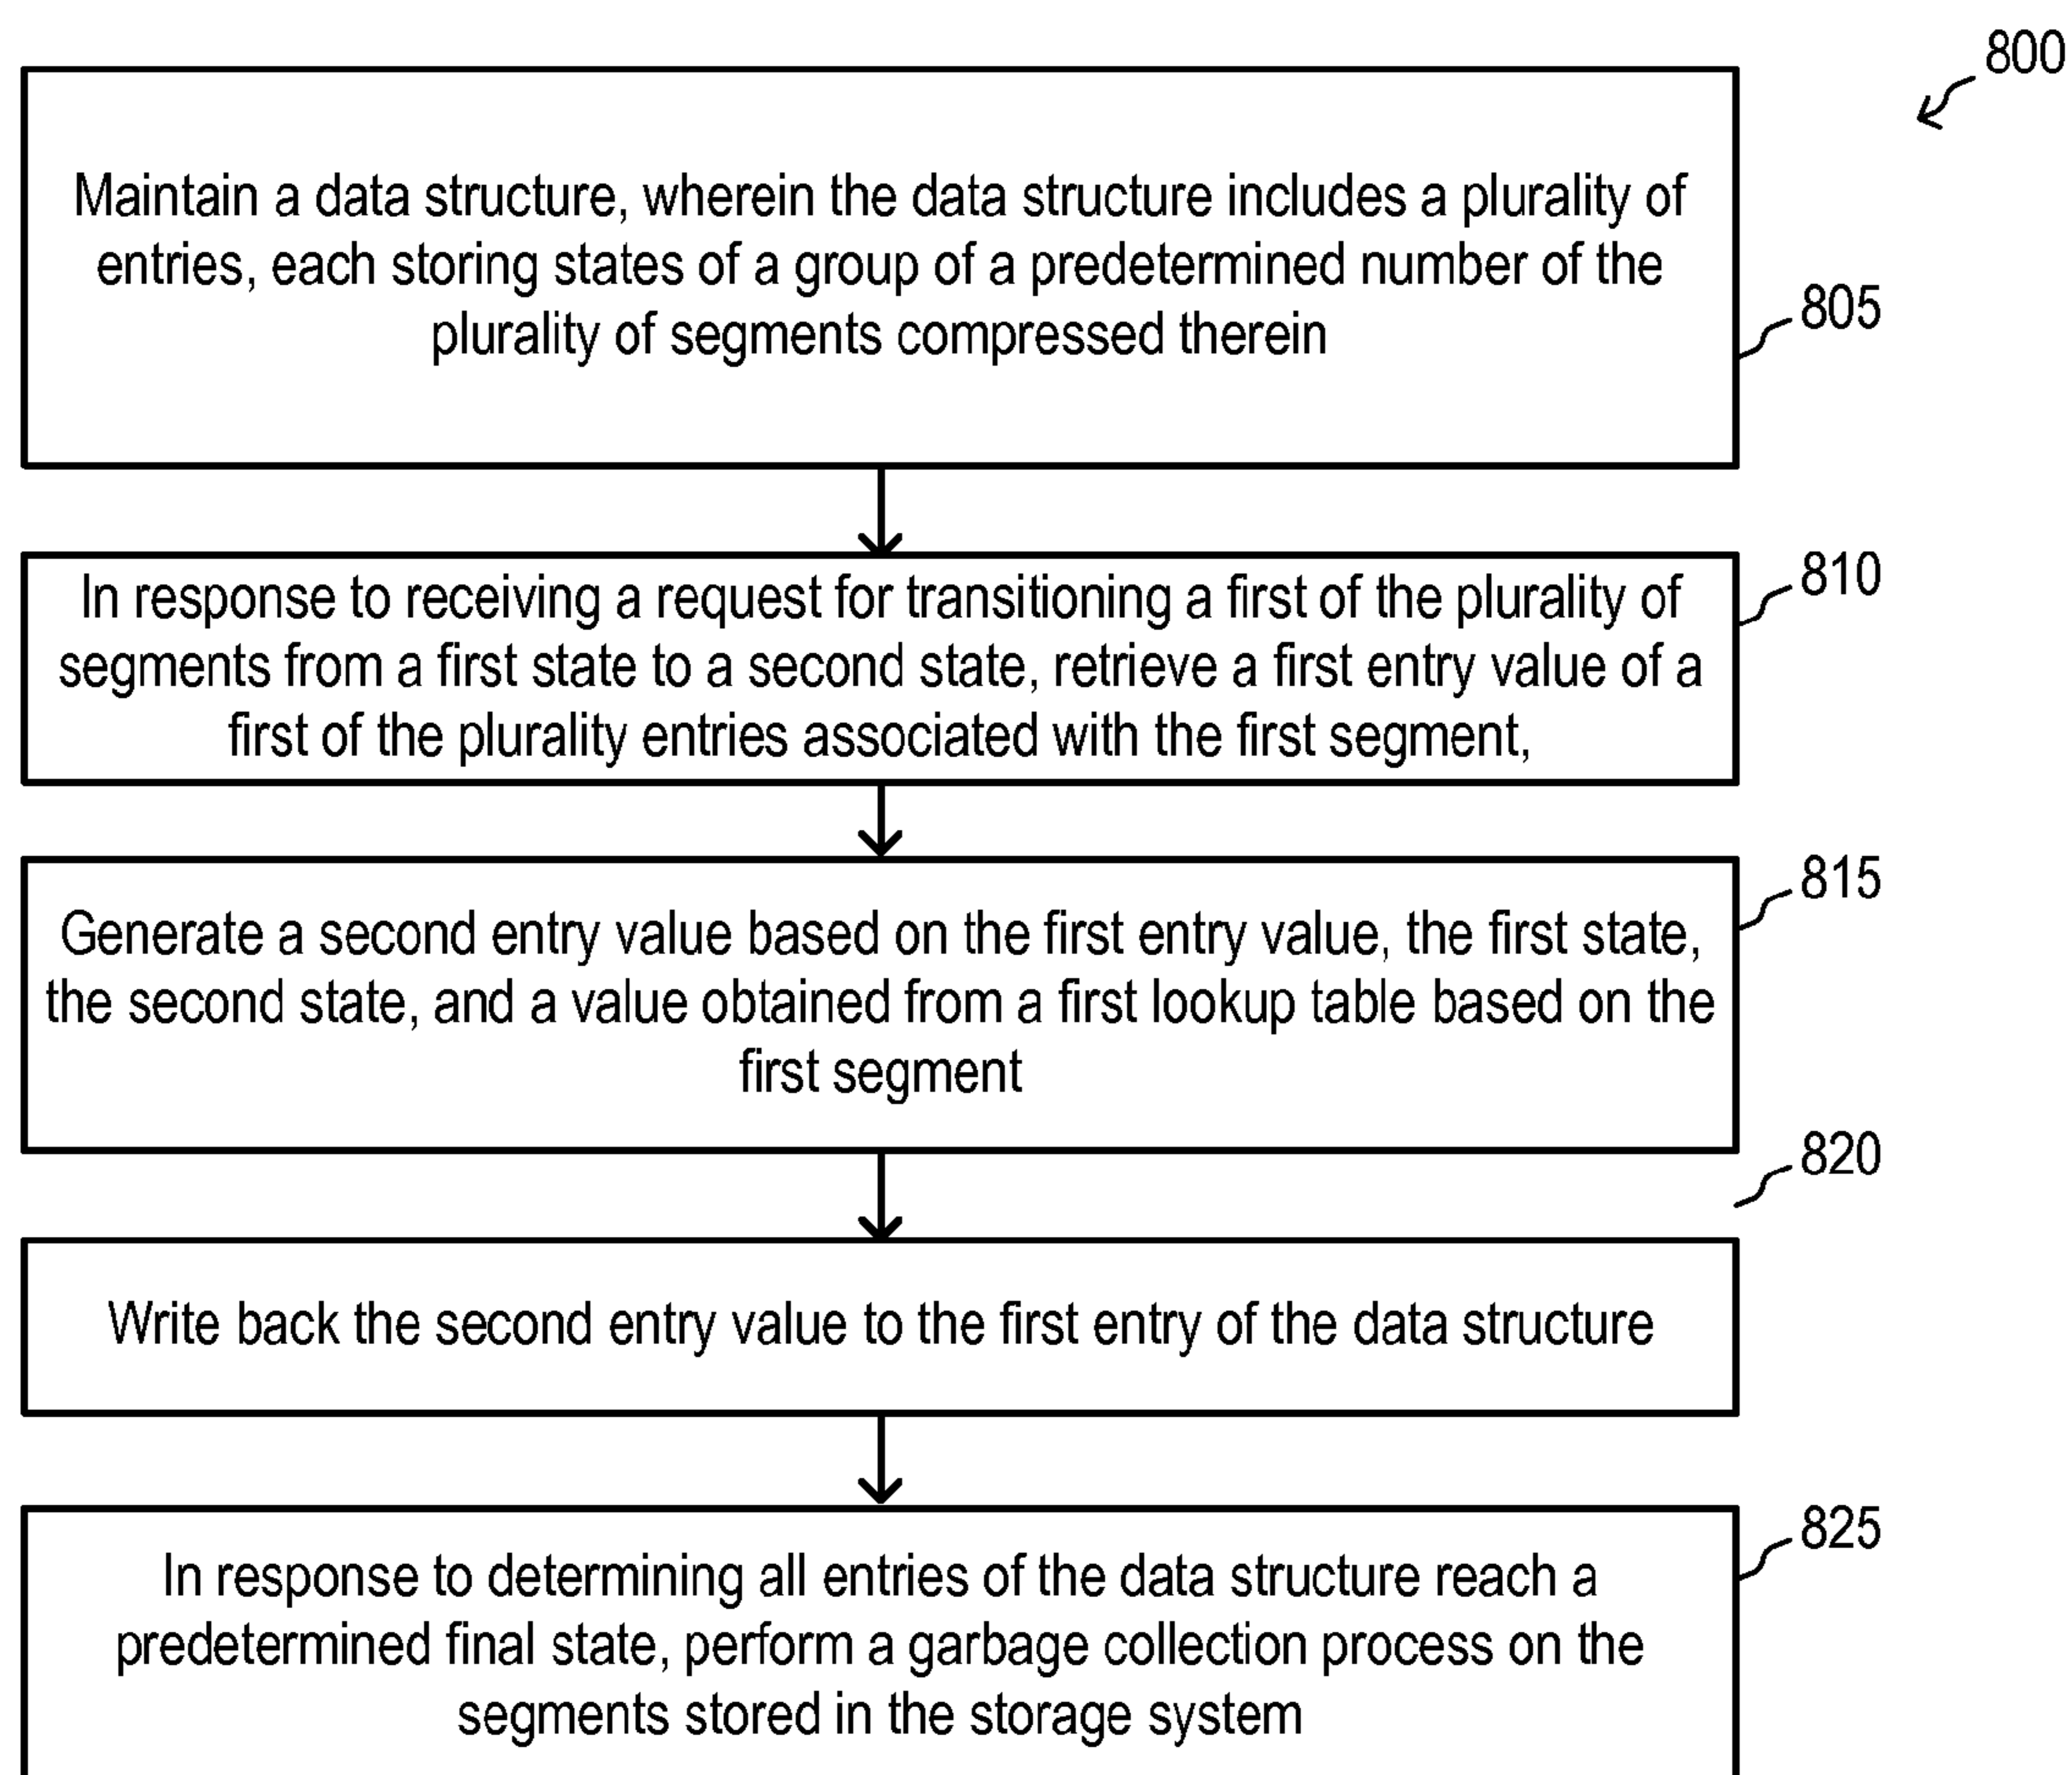 800
Maintain a data structure, wherein the data structure includes a plurality of
entries, each storing states of a group of a predetermined number of the
plurality of segments compressed therein
805
In response to receiving a request for transitioning a first of the plurality of
segments from a first state to a second state, retrieve a first entry value of a
first of the plurality entries associated with the first segment,
810
Generate a second entry value based on the first entry value, the first state,
the second state, and a value obtained from a first lookup table based on the
first segment
815
820
Write back the second entry value to the first entry of the data structure
In response to determining all entries of the data structure reach a
predetermined final state, perform a garbage collection process on the
segments stored in the storage system
825